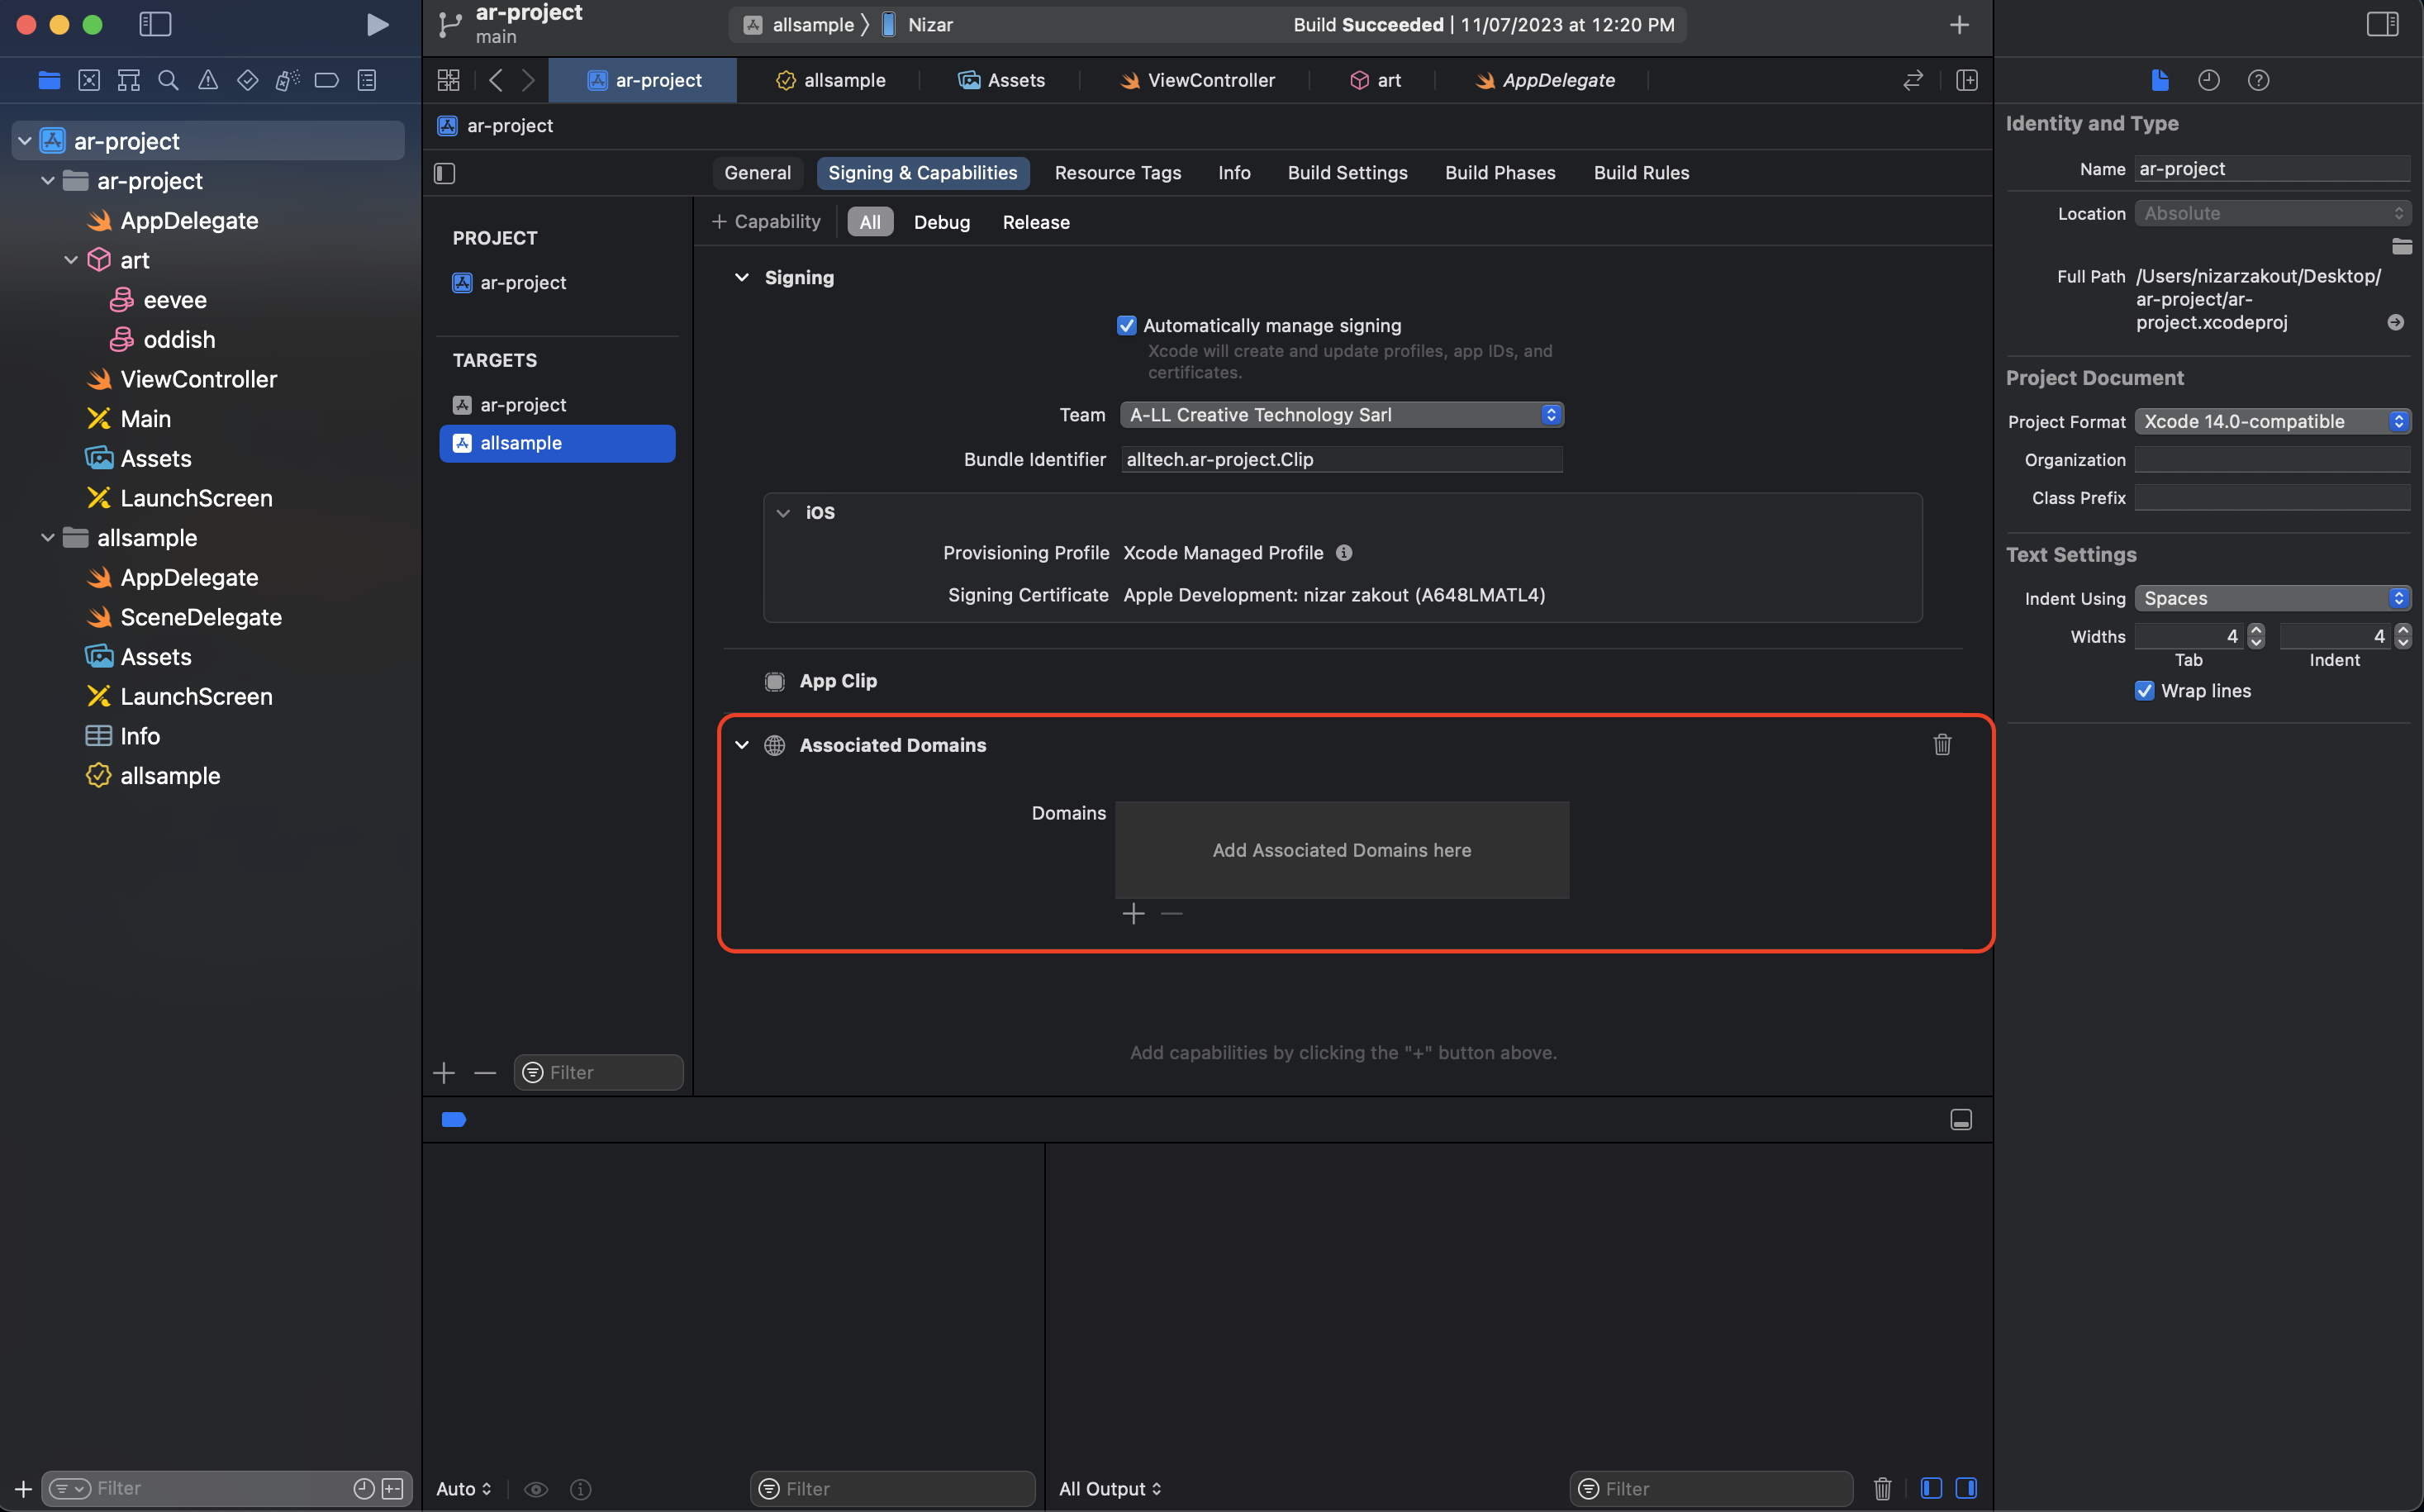 ar-project
main
allsample
Nizar
Build Succeeded | 11/07/2023 at 12:20 PM
ar-project
allsample
Assets
ViewController
art
AppDelegate
ar-project
ar-project
AppDelegate
art
eevee
oddish
ViewController
Main
Assets
LaunchScreen
allsample
AppDelegate
SceneDelegate
Assets
LaunchScreen
Info
allsample
Filter
ar-project
General
Signing & Capabilities
Resource Tags
Info
Build Settings
Build Phases
Build Rules
PROJECT
ar-project
TARGETS
ar-project
allsample
Filter
+ Capability
All
Debug
Release
Signing
Automatically manage signing
Xcode will create and update profiles, app IDs, and
certificates.
Team A-LL Creative Technology Sarl
Bundle Identifier alltech.ar-project.Clip
iOS
Provisioning Profile Xcode Managed Profile
Signing Certificate Apple Development: nizar zakout (A648LMATL4)
App Clip
Associated Domains
Domains
Add Associated Domains here
Add capabilities by clicking the "+" button above.
Auto
Filter
All Output
Filter
Identity and Type
Name ar-project
Location Absolute
Full Path /Users/nizarzakout/Desktop/
ar-project/ar-
project.xcodeproj
Project Document
Project Format Xcode 14.0-compatible
Organization
Class Prefix
Text Settings
Indent Using Spaces
Widths 4 4
Tab Indent
Wrap lines